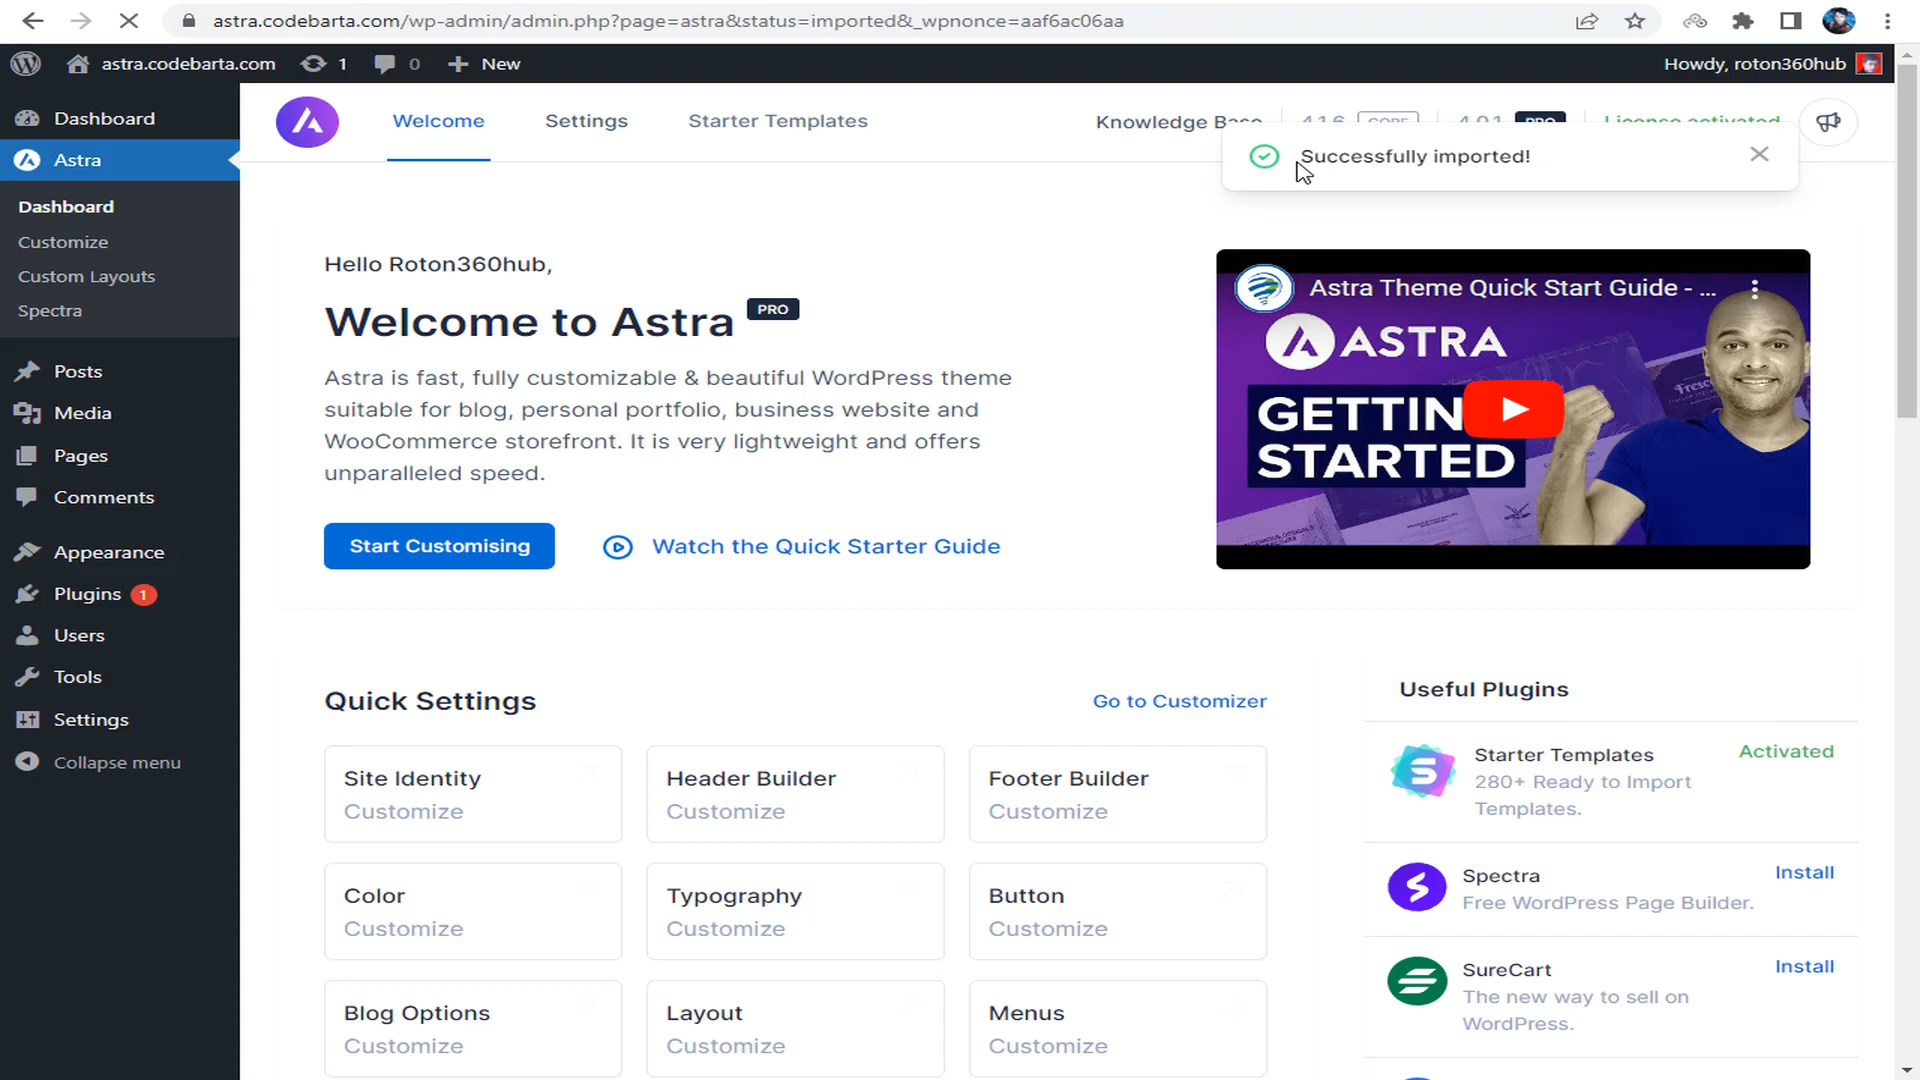 astra.codebarta.com/wp-admin/admin.php?page=astra&status=imported&_wpnonce=aaf6ac06aa
astra.codebarta.com
1
0
New
Howdy, roton360hub
Dashboard
Astra
Dashboard
Customize
Custom Layouts
Spectra
Posts
Media
Pages
Comments
Appearance
Plugins 1
Users
Tools
Settings
Collapse menu
Welcome
Settings
Starter Templates
Knowledge Base
4.1.6 CORE
4.0.1 PRO
License activated
Successfully imported!
Hello Roton360hub,
Welcome to Astra PRO
Astra is fast, fully customizable & beautiful WordPress theme
suitable for blog, personal portfolio, business website and
WooCommerce storefront. It is very lightweight and offers
unparalleled speed.
Start Customising
Watch the Quick Starter Guide
Astra Theme Quick Start Guide - ...
ASTRA
GETTIN
STARTED
Quick Settings
Go to Customizer
Site Identity
Customize
Header Builder
Customize
Footer Builder
Customize
Color
Customize
Typography
Customize
Button
Customize
Blog Options
Customize
Layout
Customize
Menus
Customize
Useful Plugins
Starter Templates
Activated
280+ Ready to Import
Templates.
Spectra
Install
Free WordPress Page Builder.
SureCart
Install
The new way to sell on
WordPress.